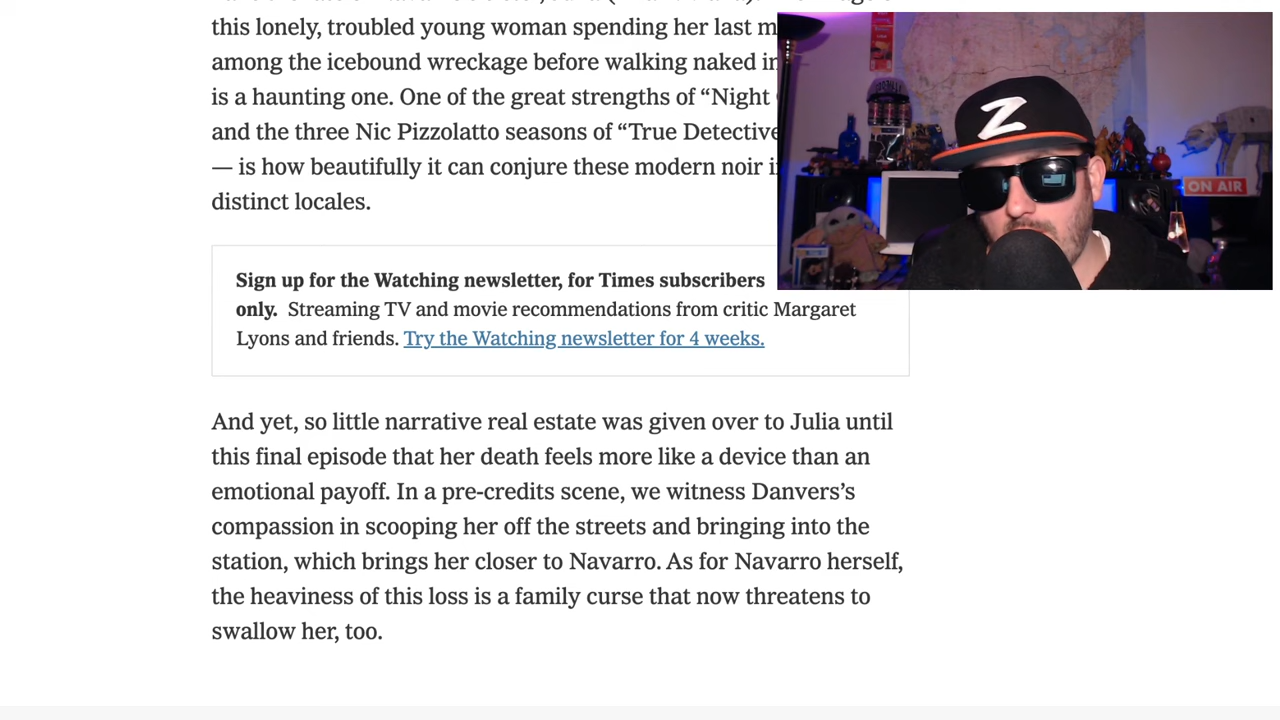 this lonely, troubled young woman spending her last
among the icebound wreckage before walking naked
is a haunting one. One of the great strengths of “Night
and the three Nic Pizzolatto seasons of “True Detective
— is how beautifully it can conjure these modern noir
distinct locales.
Sign up for the Watching newsletter, for Times subscribers
only. Streaming TV and movie recommendations from critic Margaret
Lyons and friends. Try the Watching newsletter for 4 weeks.
And yet, so little narrative real estate was given over to Julia until
this final episode that her death feels more like a device than an
emotional payoff. In a pre-credits scene, we witness Danvers’s
compassion in scooping her off the streets and bringing into the
station, which brings her closer to Navarro. As for Navarro herself,
the heaviness of this loss is a family curse that now threatens to
swallow her, too.
Z
ON AIR